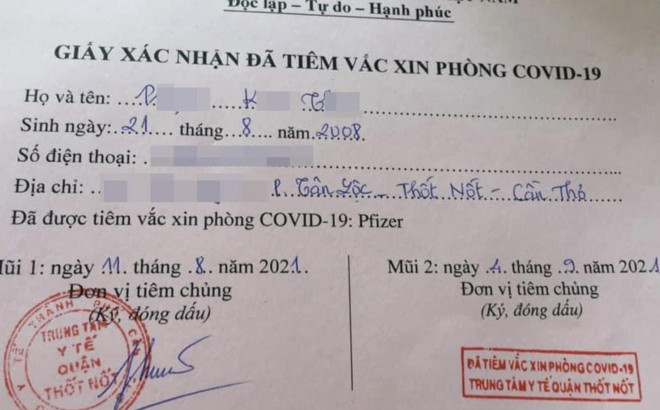 Độc lập – Tự do – Hạnh phúc
GIẤY XÁC NHẬN ĐÃ TIÊM VẮC XIN PHÒNG COVID-19
Họ và tên: ... P. K T
Sinh ngày: 21 tháng 8 năm 2008
Số điện thoại: .
Địa chỉ: .. P. Tân Lộc - Thốt Nốt - Cần Thơ
Đã được tiêm vắc xin phòng COVID-19: Pfizer
Mũi 1: ngày 11. tháng .8. năm 2021.
Mũi 2: ngày .4. tháng .9. năm 2021
Đơn vị tiêm chủng
Đơn vị tiêm chủng
(Ký, đóng dấu)
(Ký, đóng dấu)
TRUNG TÂM
Y TẾ
QUẬN
THỐT NỐT
ĐÃ TIÊM VẮC XIN PHÒNG COVID-19
TRUNG TÂM Y TẾ QUẬN THỐT NỐT